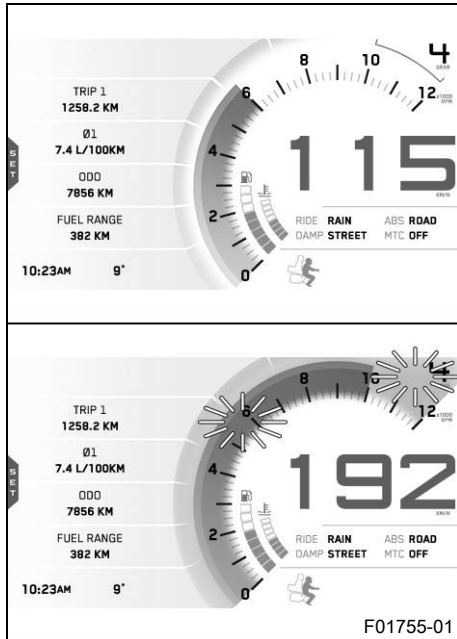 4
GEAR
8
10
6
12 x1000
RPM
TRIP 1
1258.2 KM
4
Ø1
7.4 L/100KM
115
KM/H
SET
ODO
7856 KM
2
FUEL RANGE
382 KM
RIDE RAIN ABS ROAD
DAMP STREET MTC OFF
10:23AM 9°
0
8
10
6
12 x1000
RPM
TRIP 1
1258.2 KM
4
Ø1
7.4 L/100KM
192
KM/H
SET
ODO
7856 KM
2
FUEL RANGE
382 KM
RIDE RAIN ABS ROAD
DAMP STREET MTC OFF
10:23AM 9°
0
F01755-01